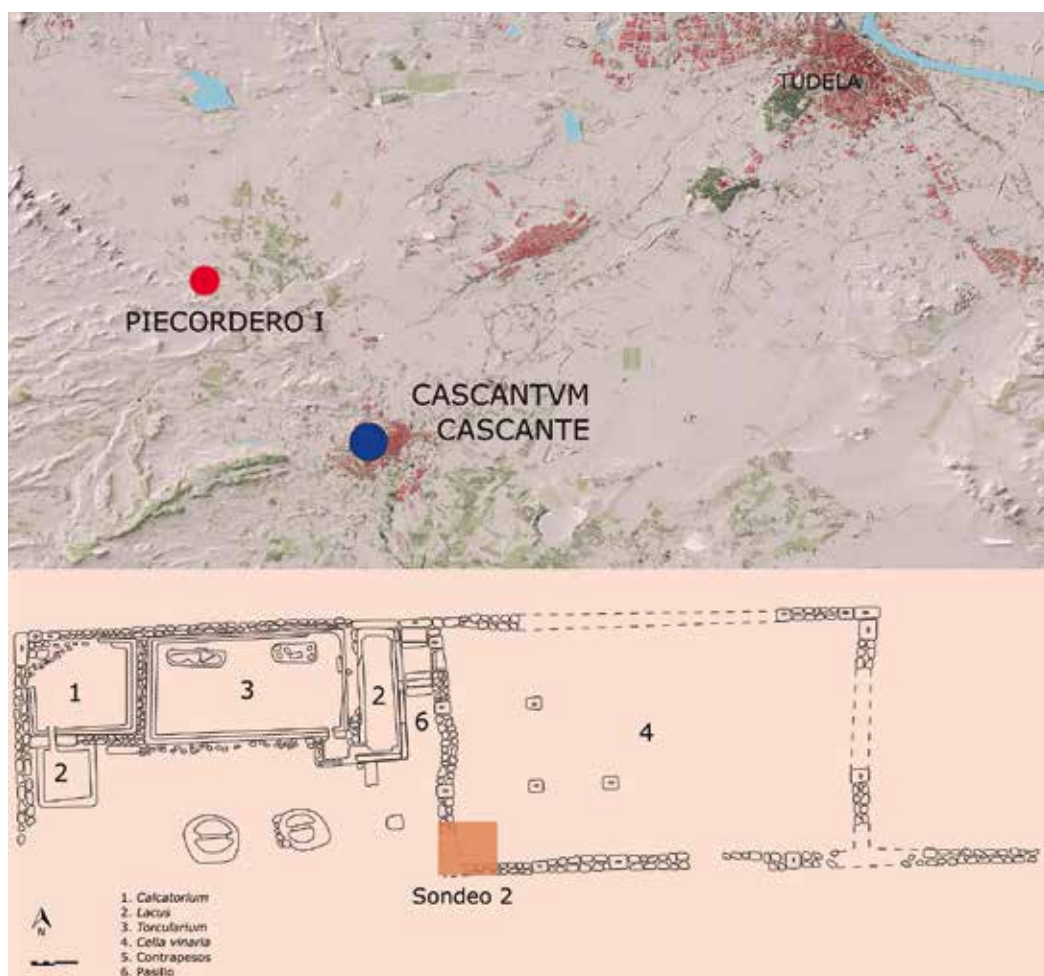 TUDELA
PIECORDERO I
CASCANTVM
CASCANTE
1
2
3
2
6
4
Sondeo 2
N
1. Calcatorium
2. Lacus
3. Torcularium
4. Cella vinaria
5. Contrapesos
6. Pasillo